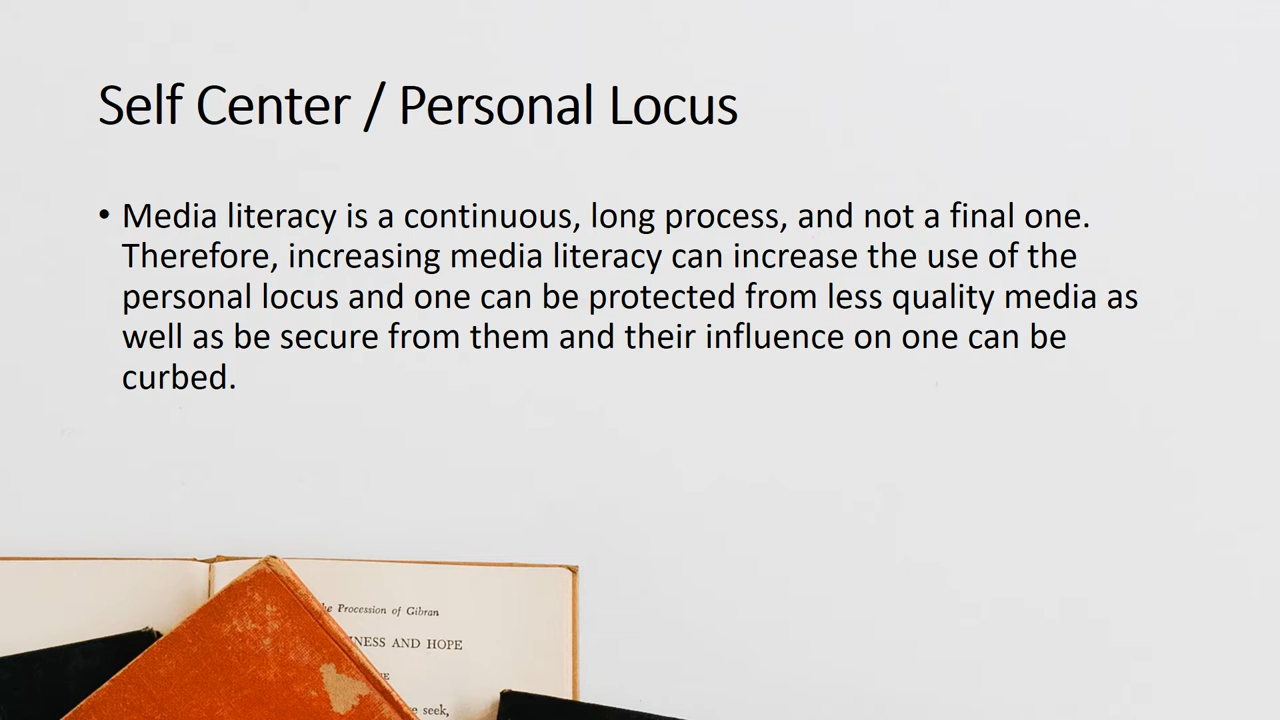 Self Center / Personal Locus
• Media literacy is a continuous, long process, and not a final one.
Therefore, increasing media literacy can increase the use of the
personal locus and one can be protected from less quality media as
well as be secure from them and their influence on one can be
curbed.
Procession of Gibran
AND HOPE
seek,